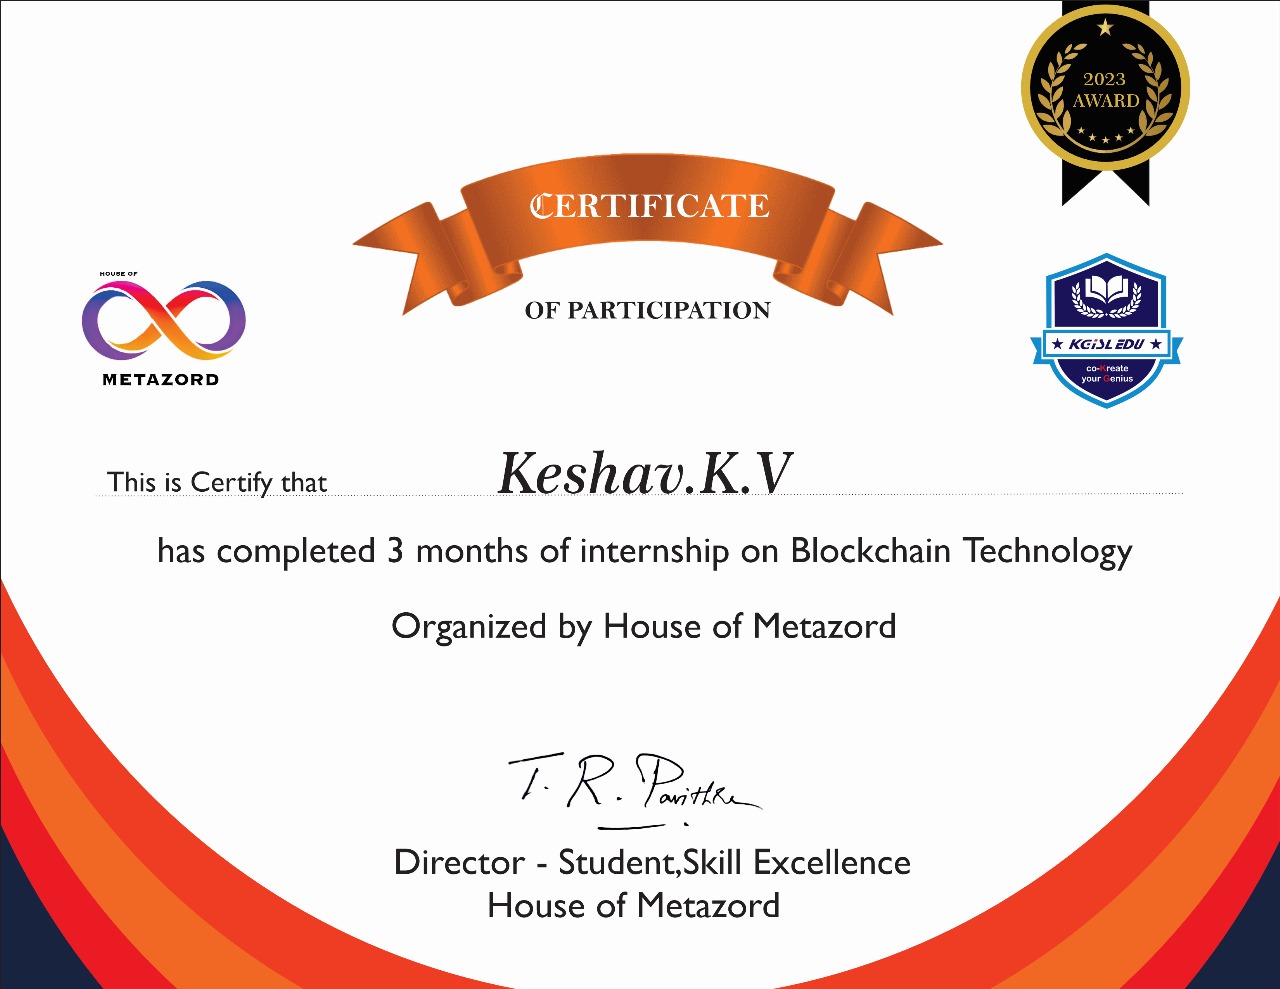 2023
AWARD
CERTIFICATE
OF PARTICIPATION
HOUSE OF
METAZORD
KGiSL EDU
co-Kreate
your Genius
This is Certify that Keshav.K.V
has completed 3 months of internship on Blockchain Technology
Organized by House of Metazord
T. R. Pavithra
Director - Student,Skill Excellence
House of Metazord